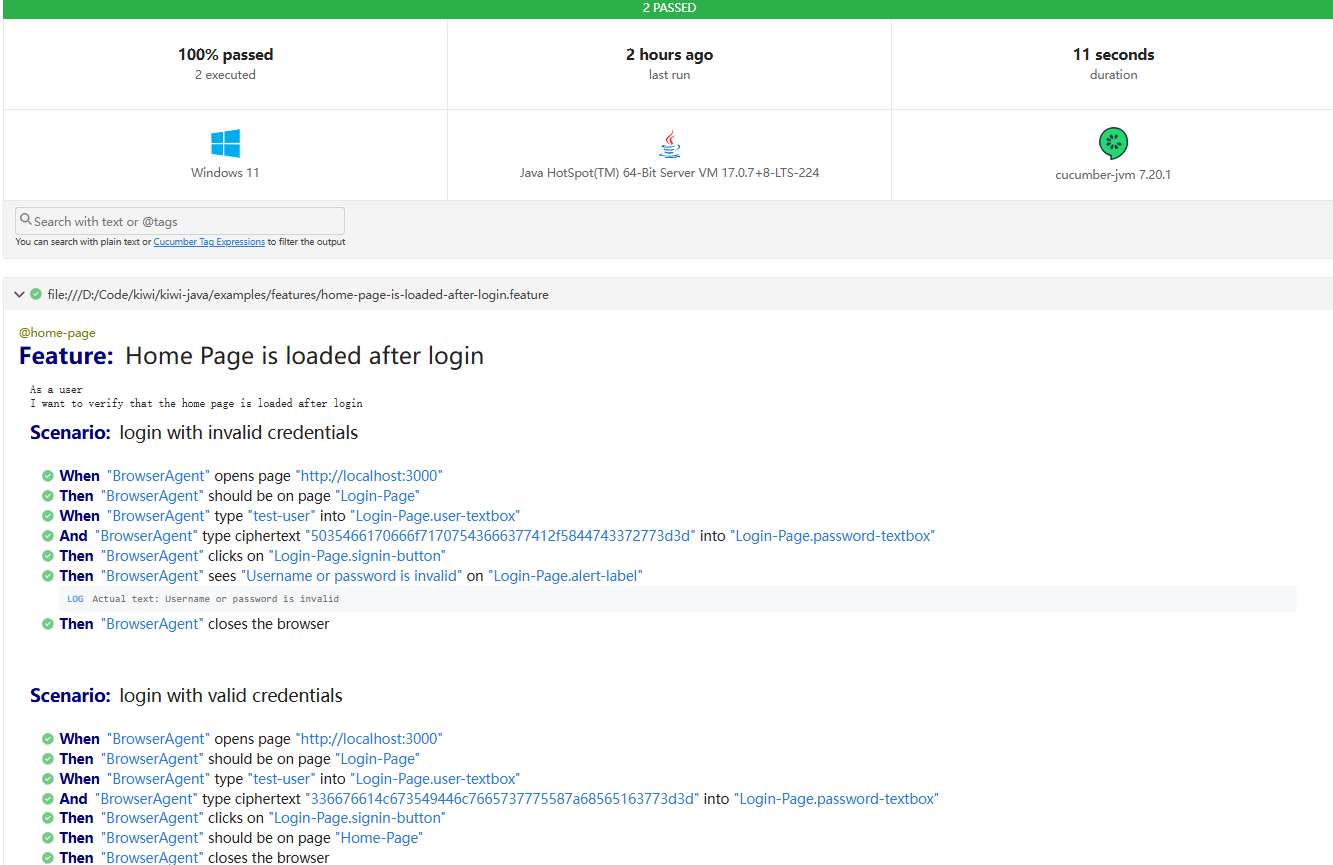 2 PASSED
100% passed
2 executed
2 hours ago
last run
11 seconds
duration
Windows 11
Java HotSpot(TM) 64-Bit Server VM 17.0.7+8-LTS-224
cucumber-jvm 7.20.1
Search with text or @tags
You can search with plain text or Cucumber Tag Expressions to filter the output
file:///D:/Code/kiwi/kiwi-java/examples/features/home-page-is-loaded-after-login.feature
@home-page
Feature: Home Page is loaded after login
As a user
I want to verify that the home page is loaded after login
Scenario: login with invalid credentials
When "BrowserAgent" opens page "http://localhost:3000"
Then "BrowserAgent" should be on page "Login-Page"
When "BrowserAgent" type "test-user" into "Login-Page.user-textbox"
And "BrowserAgent" type ciphertext "5035466170666f71707543666377412f5844743372773d3d" into "Login-Page.password-textbox"
Then "BrowserAgent" clicks on "Login-Page.signin-button"
Then "BrowserAgent" sees "Username or password is invalid" on "Login-Page.alert-label"
LOG Actual text: Username or password is invalid
Then "BrowserAgent" closes the browser
Scenario: login with valid credentials
When "BrowserAgent" opens page "http://localhost:3000"
Then "BrowserAgent" should be on page "Login-Page"
When "BrowserAgent" type "test-user" into "Login-Page.user-textbox"
And "BrowserAgent" type ciphertext "336676614c673549446c7665737775587a68565163773d3d" into "Login-Page.password-textbox"
Then "BrowserAgent" clicks on "Login-Page.signin-button"
Then "BrowserAgent" should be on page "Home-Page"
Then "BrowserAgent" closes the browser